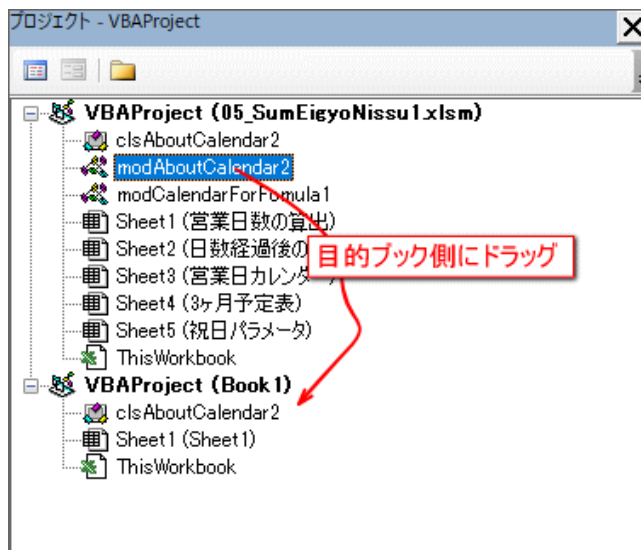 プロジェクト - VBAProject
VBAProject (05_SumEigyoNissu1.xlsm)
clsAboutCalendar2
modAboutCalendar2
modCalendarForFomula1
Sheet1 (営業日数の算出)
Sheet2 (日数経過後の
目的ブック側にドラッグ
Sheet3 (営業日カレンダー)
Sheet4 (3ヶ月予定表)
Sheet5 (祝日パラメータ)
ThisWorkbook
VBAProject (Book1)
clsAboutCalendar2
Sheet1 (Sheet1)
ThisWorkbook